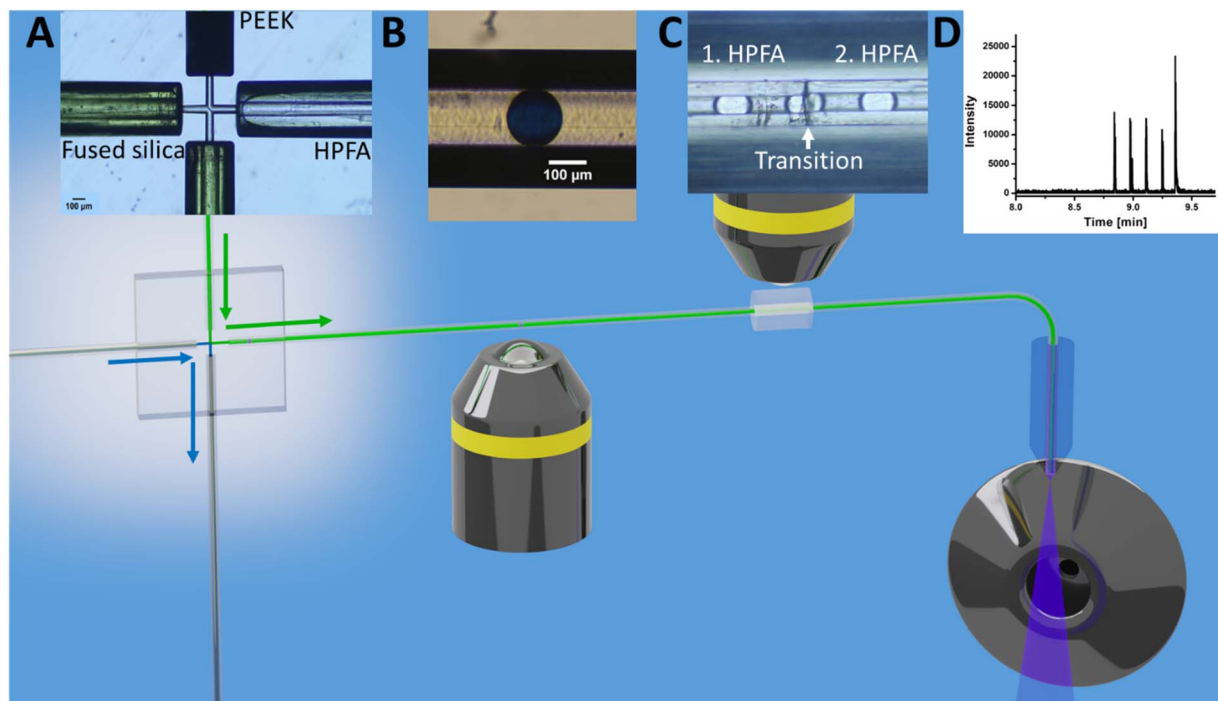 A
PEEK
Fused silica
HPFA
100 µm
B
100 µm
C
1. HPFA
2. HPFA
Transition
D
Intensity
25000
20000
15000
10000
5000
0
8.0
8.5
9.0
9.5
Time [min]